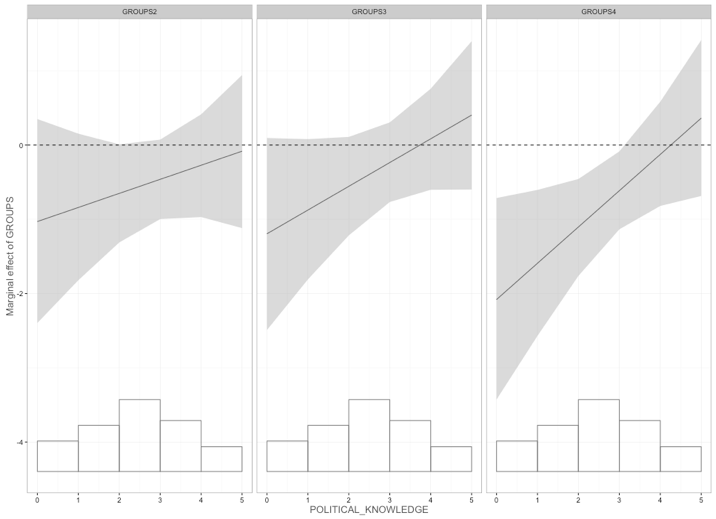 GROUPS2 GROUPS3 GROUPS4
Marginal effect of GROUPS
0
-2
-4
0 1 2 3 4 5 0 1 2 3 4 5 0 1 2 3 4 5
POLITICAL_KNOWLEDGE